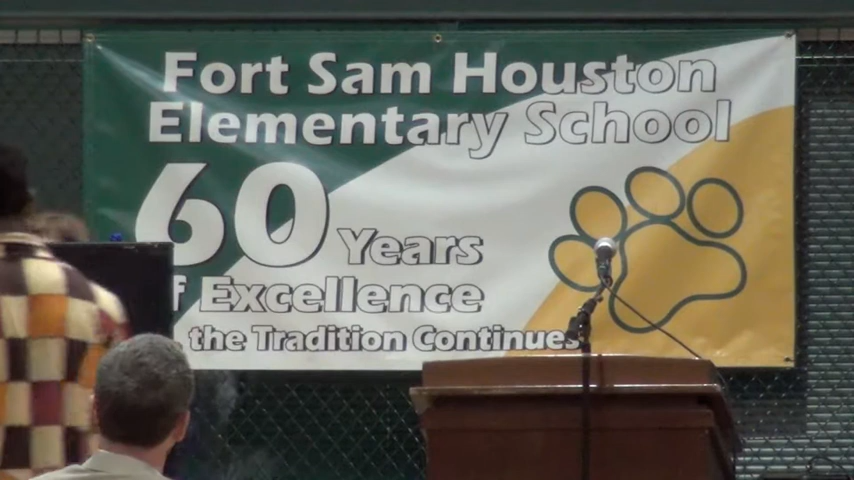 Fort Sam Houston
Elementary School
60 Years
f Excellence
the Tradition Continues